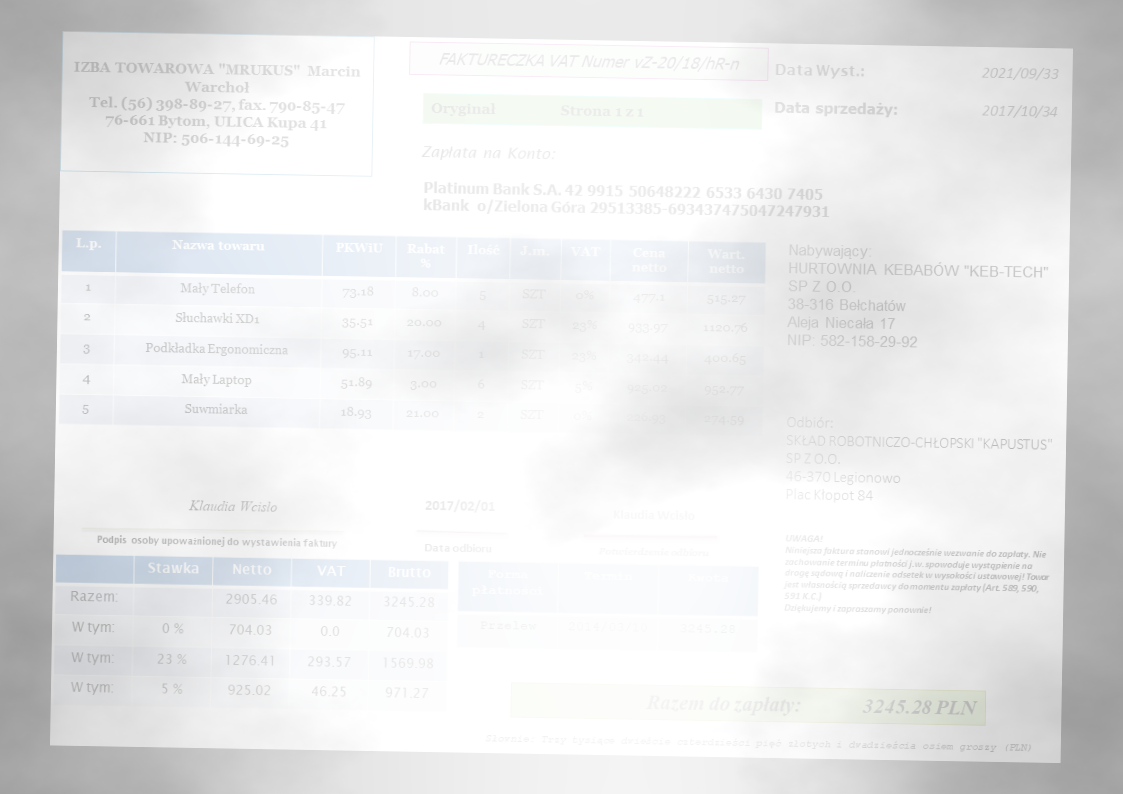 IZBA TOWAROWA "MRUKUS" Marcin
Warchoł
Tel. (56) 398-89-27, fax. 790-85-47
76-661 Bytom, ULICA Kupa 41
NIP: 506-144-69-25
FAKTURECZKA VAT Numer vZ-20/18/hR-n
Oryginał Strona 1 z 1
Data Wyst.: 2021/09/33
Data sprzedaży: 2017/10/34
Zapłata na Konto:
Platinum Bank S.A. 42 9915 50648222 6533 6430 7405
kBank o/Zielona Góra 29513385-693437475047247931
L.p. Nazwa towaru PKWiU Rabat % Ilość J.m. VAT Cena netto Wart. netto
1 Mały Telefon 73.18 8.00 5 SZT 0% 477.1 515.27
2 Słuchawki XD1 35-51 20.00 4 SZT 23% 933.97 1120.76
3 Podkładka Ergonomiczna 95.11 17.00 1 SZT 23% 342.44 400.65
4 Mały Laptop 51.89 3.00 6 SZT 5% 925.02 952.77
5 Suwmiarka 18.93 21.00 2 SZT 274.59
Nabywający:
HURTOWNIA KEBABÓW "KEB-TECH"
SP Z O.O.
38-316 Bełchatów
Aleja Niecała 17
NIP: 582-158-29-92
Odbiór:
SKŁAD ROBOTNICZO-CHŁOPSKI "KAPUSTUS"
SP Z O.O.
46-370 Legionowo
Plac Kłopot 84
Klaudia Wcisło 2017/02/01 Klaudia Wcisło
Podpis osoby upoważnionej do wystawienia faktury Data odbioru Potwierdzenie odbioru
UWAGA!
Niniejsza faktura stanowi jednocześnie wezwanie do zapłaty. Nie
zachowanie terminu płatności j.w. spowoduje wystąpienie na
drogę sądową i naliczenie odsetek w wysokości ustawowej! Towar
jest własnością sprzedawcy do momentu zapłaty (Art. 589, 590,
591 K.C.)
Dziękujemy i zapraszamy ponownie!
Stawka Netto VAT Brutto
Razem: 2905.46 339.82 3245.28
W tym: 0 % 704.03 0.0 704.03
W tym: 23 % 1276.41 293.57 1569.98
W tym: 5 % 925.02 46.25 971.27
Forma płatności
Przelew 3245.28
Razem do zapłaty: 3245.28 PLN
Słownie: Trzy tysiące dwieście czterdzieści pięć złotych i dwadzieścia osiem groszy (PLN)